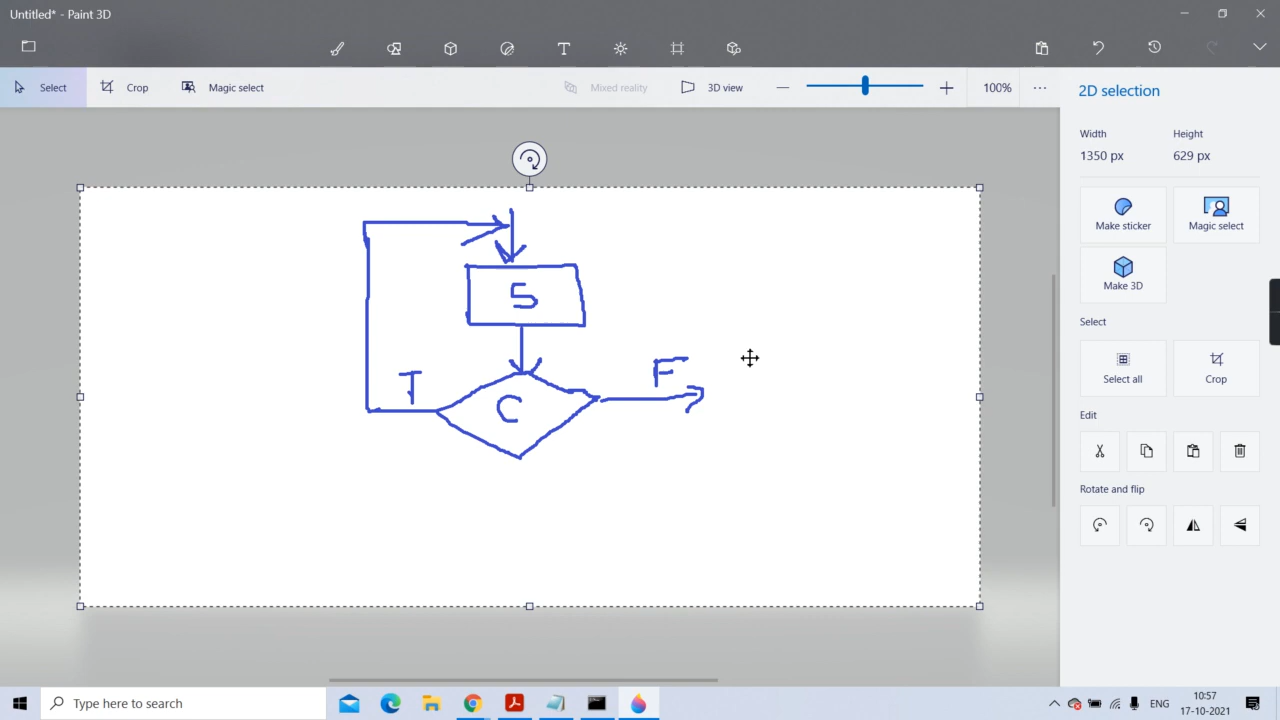 Untitled* - Paint 3D
Select
Crop
Magic select
Mixed reality
3D view
100%
2D selection
Width
Height
1350 px
629 px
Make sticker
Magic select
Make 3D
Select
Select all
Crop
Edit
Rotate and flip
S
T
C
F
Type here to search
ENG
10:57
17-10-2021